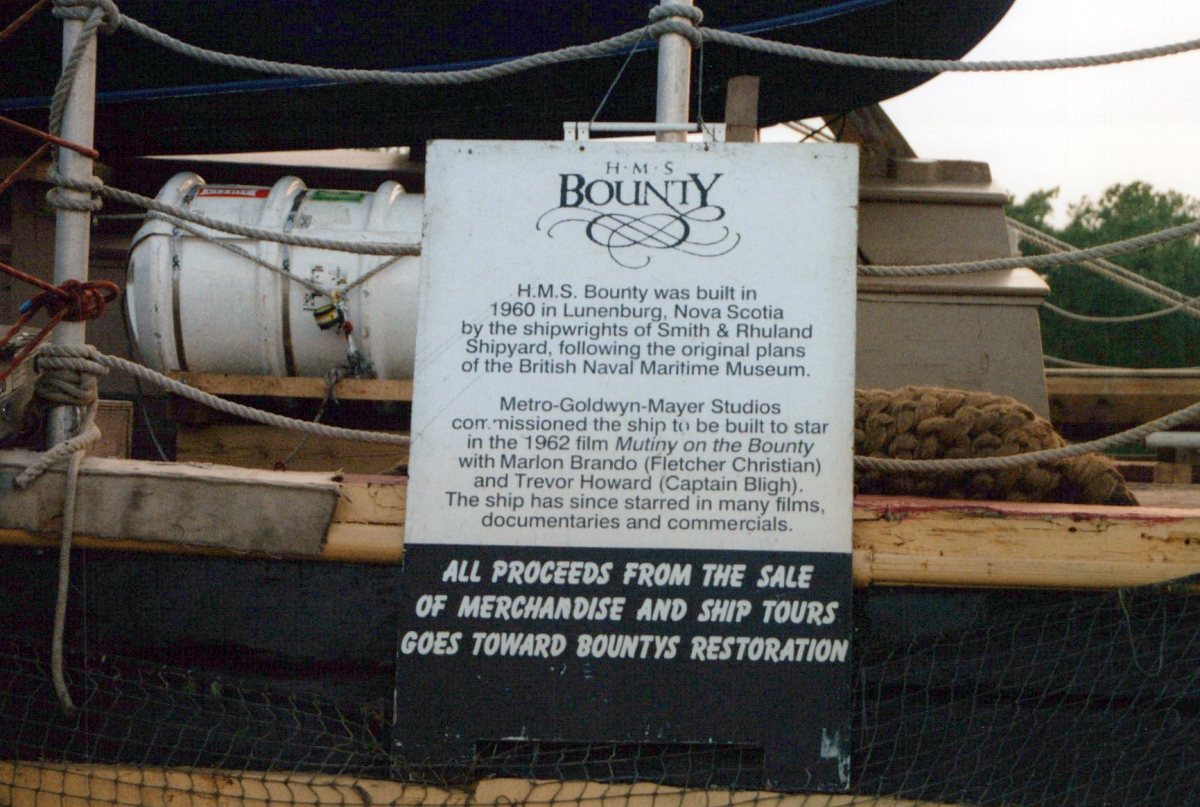 H·M·S
BOUNTY
H.M.S. Bounty was built in
1960 in Lunenburg, Nova Scotia
by the shipwrights of Smith & Rhuland
Shipyard, following the original plans
of the British Naval Maritime Museum.
Metro-Goldwyn-Mayer Studios
commissioned the ship to be built to star
in the 1962 film Mutiny on the Bounty
with Marlon Brando (Fletcher Christian)
and Trevor Howard (Captain Bligh).
The ship has since starred in many films,
documentaries and commercials.
ALL PROCEEDS FROM THE SALE
OF MERCHANDISE AND SHIP TOURS
GOES TOWARD BOUNTYS RESTORATION